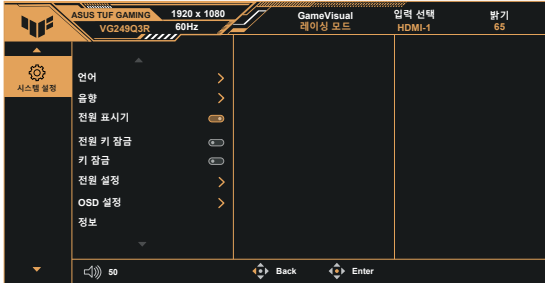 ASUS TUF GAMING
VG249Q3R
1920 x 1080
60Hz
GameVisual
레이싱 모드
입력 선택
HDMI-1
밝기
65
시스템 설정
언어
음향
전원 표시기
전원 키 잠금
키 잠금
전원 설정
OSD 설정
정보
50
Back
Enter